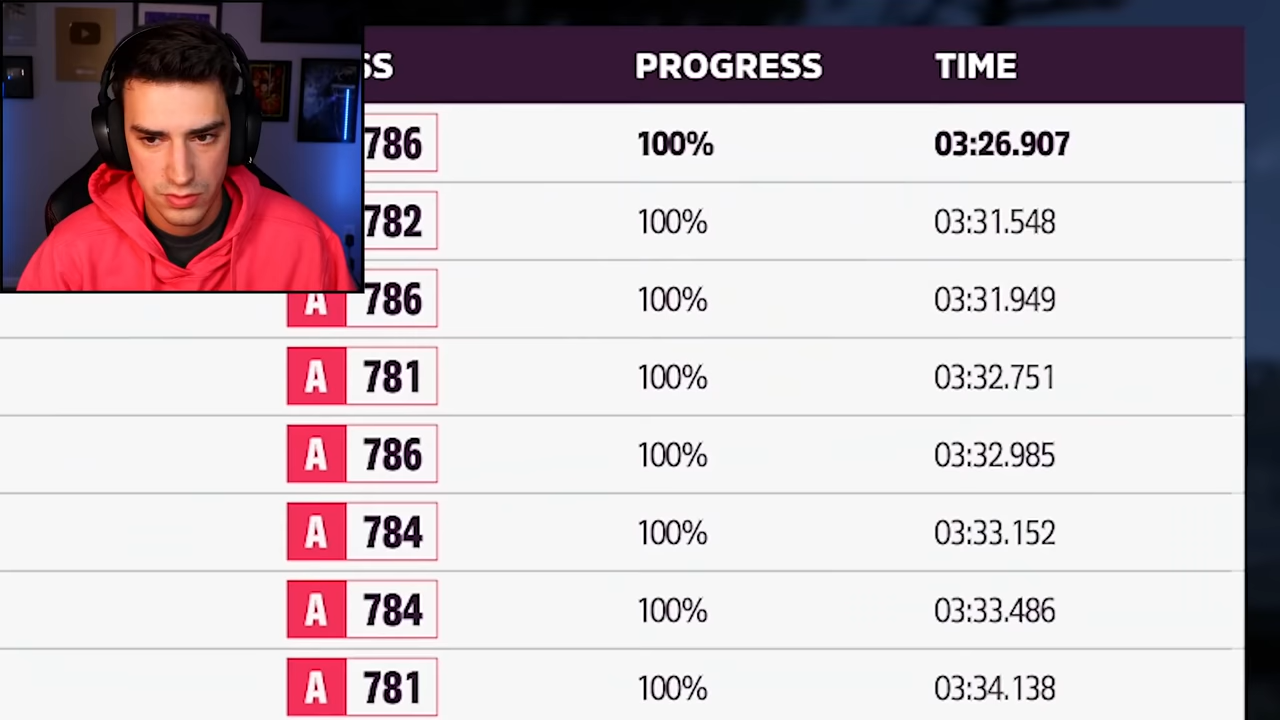 SS PROGRESS TIME
786 100% 03:26.907
782 100% 03:31.548
A 786 100% 03:31.949
A 781 100% 03:32.751
A 786 100% 03:32.985
A 784 100% 03:33.152
A 784 100% 03:33.486
A 781 100% 03:34.138